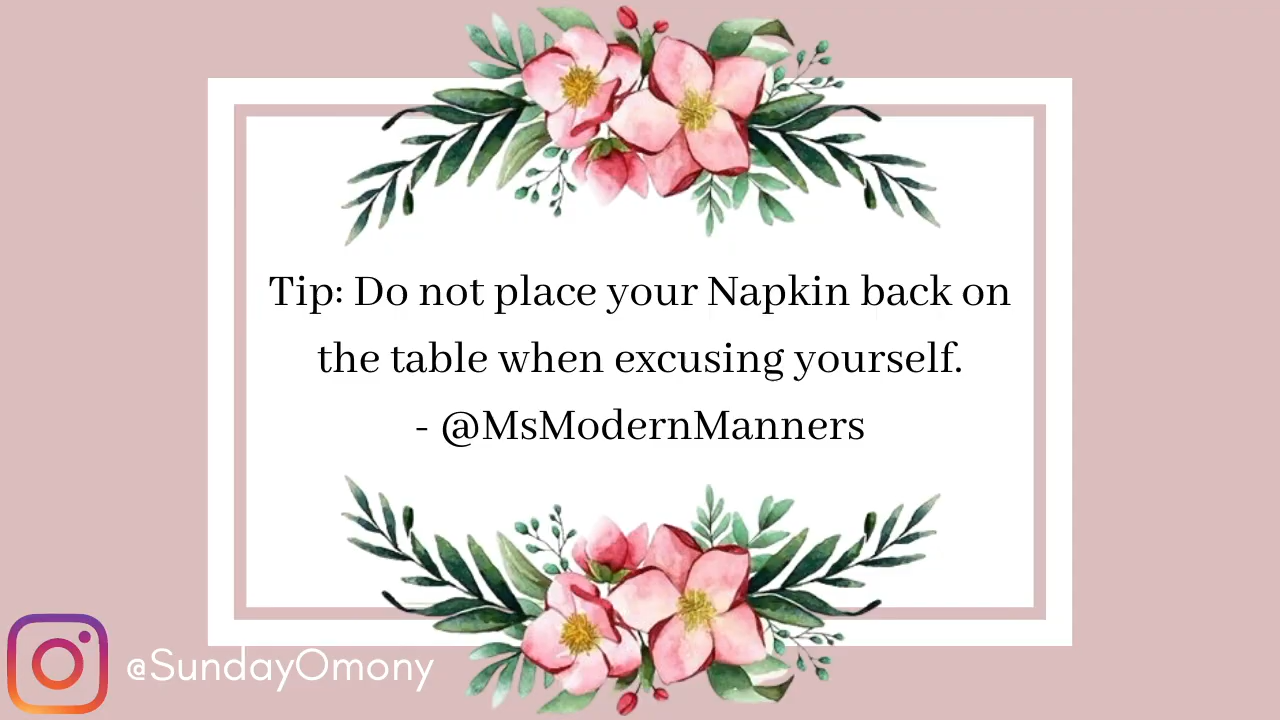 Tip: Do not place your Napkin back on
the table when excusing yourself.
- @MsModernManners
@SundayOmony